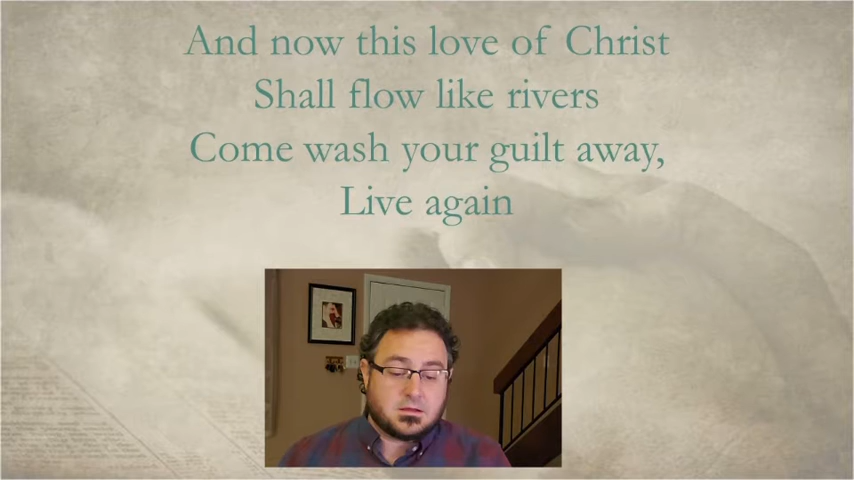 And now this love of Christ
Shall flow like rivers
Come wash your guilt away,
Live again